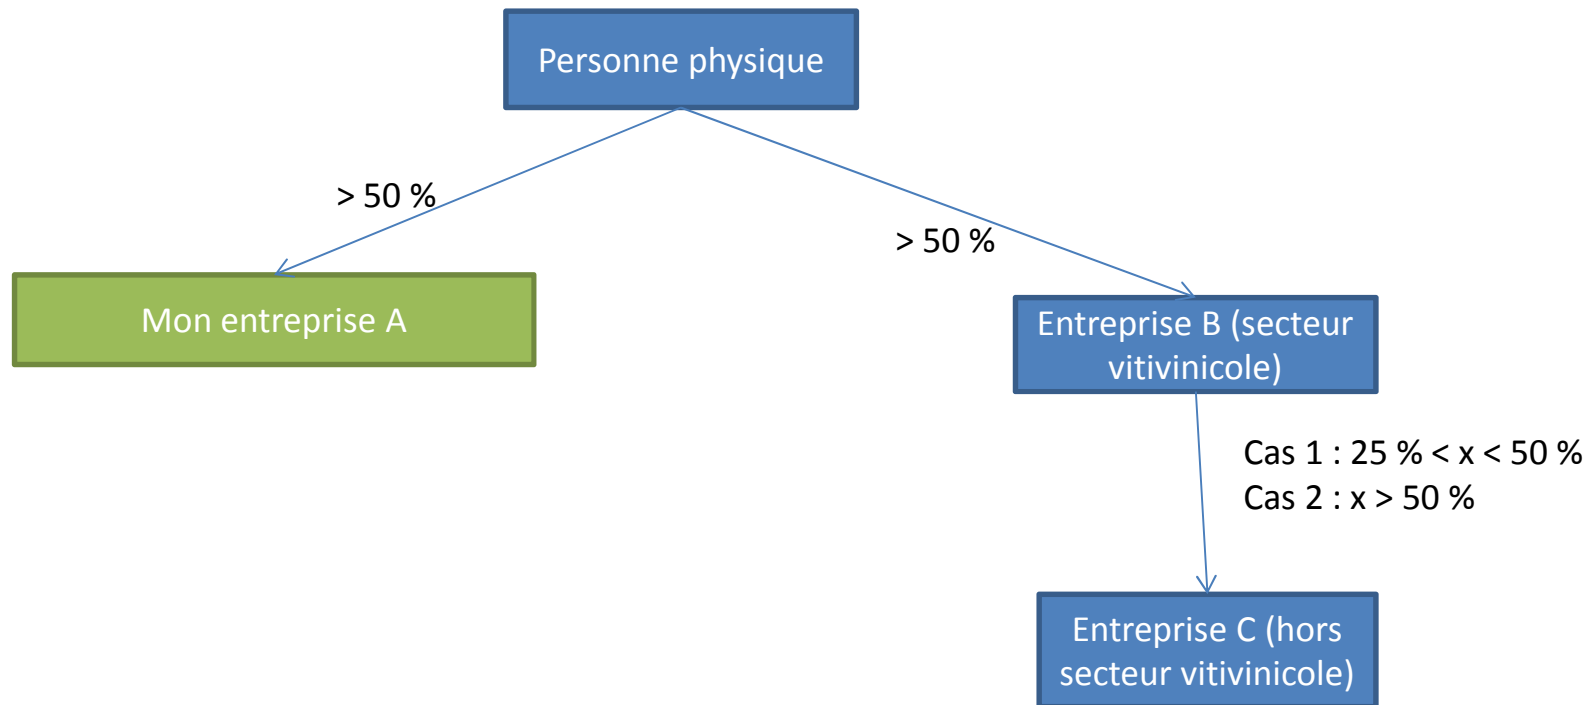 Personne physique
> 50 %
> 50 %
Mon entreprise A
Entreprise B (secteur
vitivinicole)
Cas 1 : 25 % < x < 50 %
Cas 2 : x > 50 %
Entreprise C (hors
secteur vitivinicole)